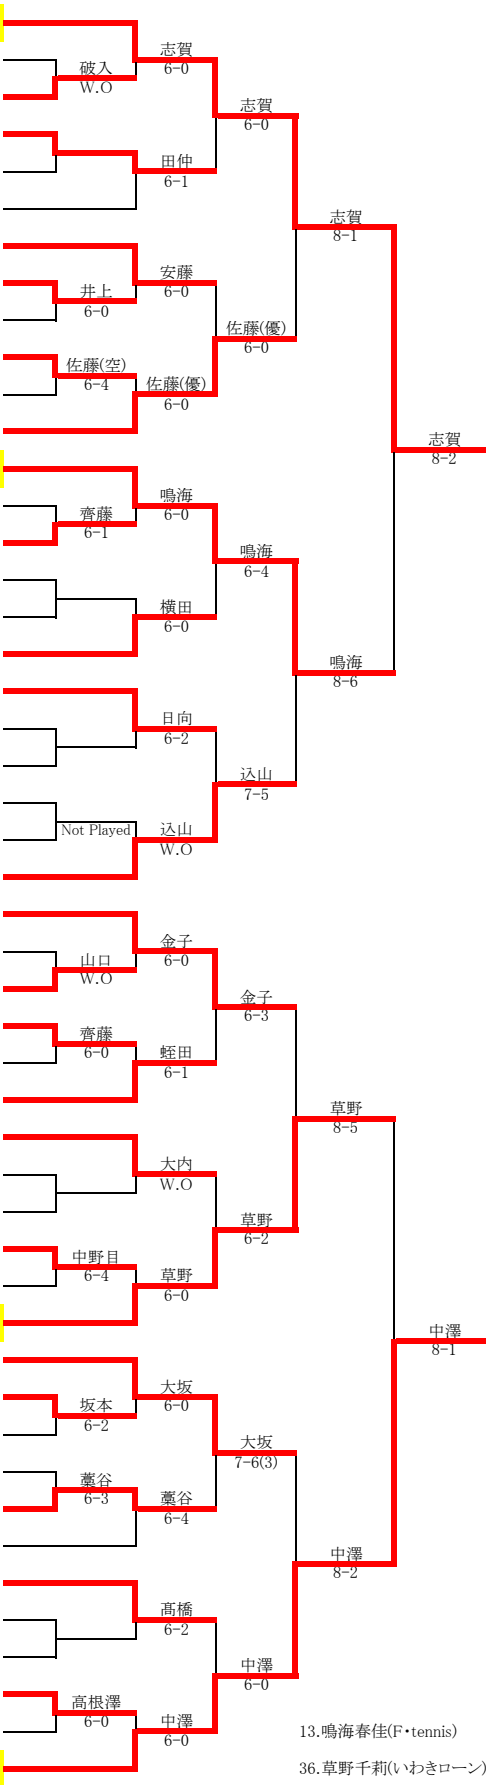 志賀
6-0
破入
W.O
志賀
6-0
田仲
6-1
志賀
8-1
安藤
6-0
井上
6-0
佐藤(優)
6-0
佐藤(空)
6-4
佐藤(優)
6-0
志賀
8-2
鳴海
6-0
齊藤
6-1
鳴海
6-4
横田
6-0
鳴海
8-6
日向
6-2
込山
7-5
Not Played
込山
W.O
金子
6-0
山口
W.O
金子
6-3
齊藤
6-0
蛭田
6-1
草野
8-5
大内
W.O
草野
6-2
中野目
6-4
草野
6-0
中澤
8-1
大坂
6-0
坂本
6-2
大坂
7-6(3)
藁谷
6-3
藁谷
6-4
中澤
8-2
髙橋
6-2
中澤
6-0
高根澤
6-0
中澤
6-0
13.鳴海春佳(F・tennis)
36.草野千莉(いわきローン)